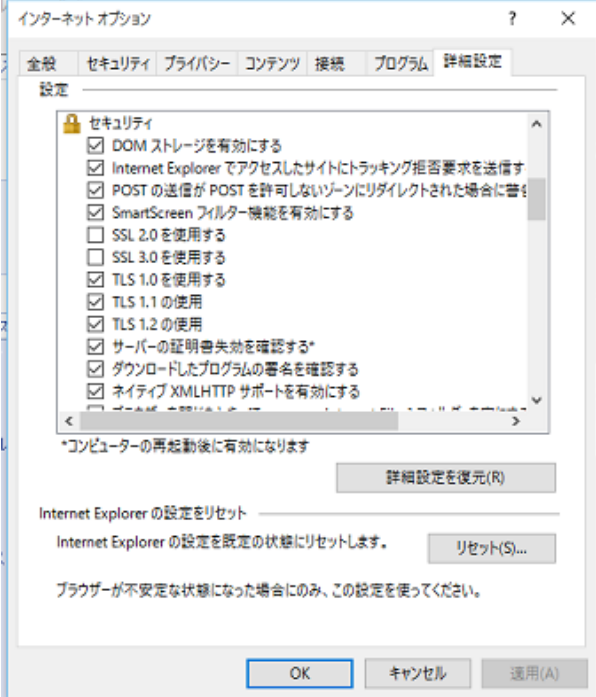 インターネット オプション
?
全般 セキュリティ プライバシー コンテンツ 接続 プログラム 詳細設定
設定
セキュリティ
DOM ストレージを有効にする
Internet Explorer でアクセスしたサイトにトラッキング拒否要求を送信す
POST の送信が POST を許可しないゾーンにリダイレクトされた場合に警告
SmartScreen フィルター機能を有効にする
SSL 2.0 を使用する
SSL 3.0 を使用する
TLS 1.0 を使用する
TLS 1.1 の使用
TLS 1.2 の使用
サーバーの証明書失効を確認する*
ダウンロードしたプログラムの署名を確認する
ネイティブ XMLHTTP サポートを有効にする
*コンピューターの再起動後に有効になります
詳細設定を復元(R)
Internet Explorer の設定をリセット
Internet Explorer の設定を既定の状態にリセットします。
リセット(S)...
ブラウザーが不安定な状態になった場合にのみ、この設定を使ってください。
OK キャンセル 適用(A)